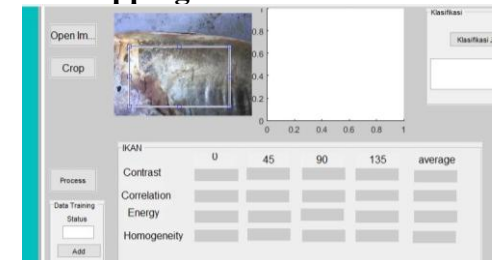 Open Im...
Crop
1
0.8
0.6
0.4
0.2
0
0 0.2 0.4 0.6 0.8 1
Klasifikasi
IKAN
0 45 90 135 average
Contrast
Correlation
Energy
Homogeneity
Process
Data Training
Status
Add